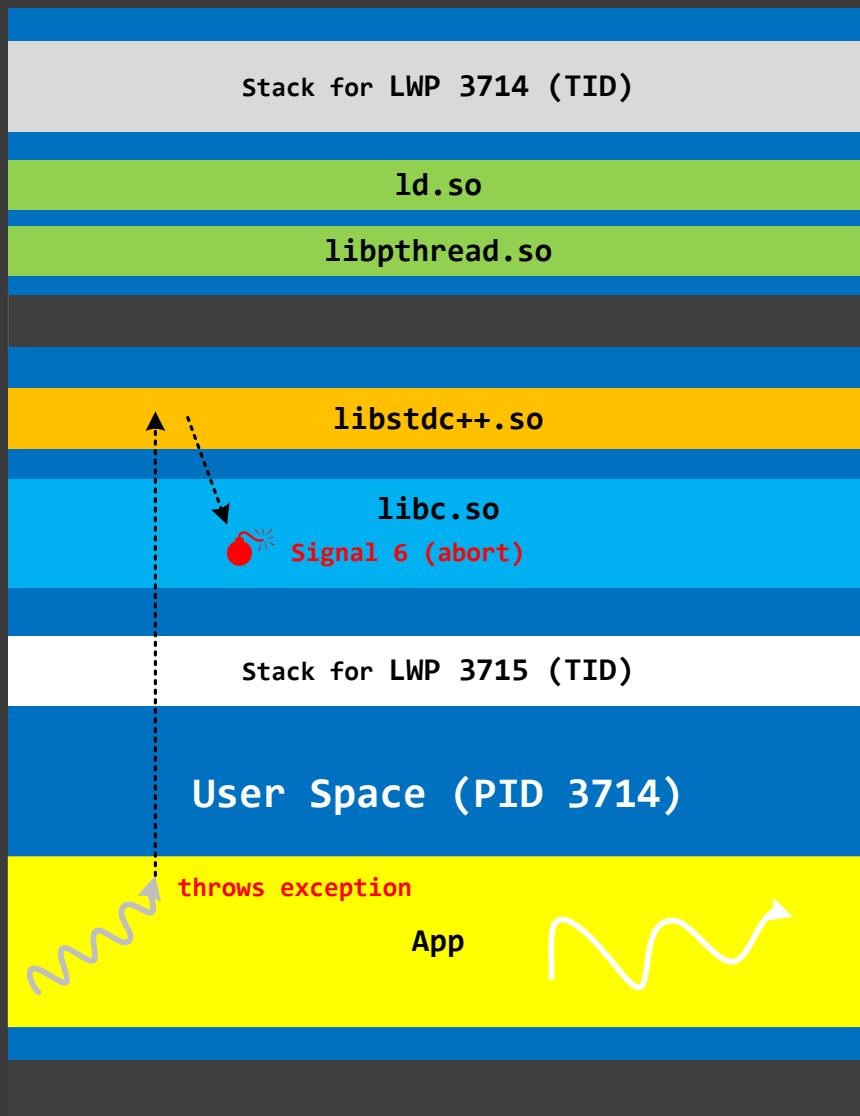 Stack for LWP 3714 (TID)
ld.so
libpthread.so
libstdc++.so
libc.so
Signal 6 (abort)
Stack for LWP 3715 (TID)
User Space (PID 3714)
throws exception
App